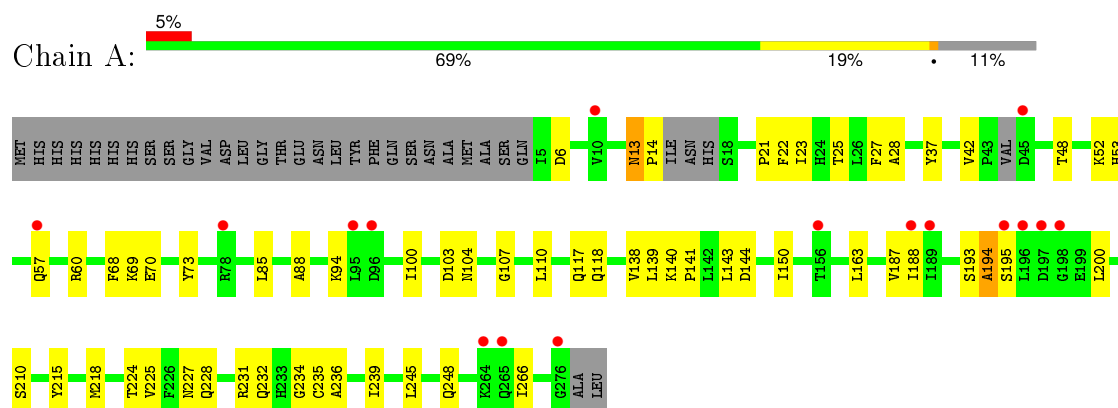 5%
Chain A:
69% 19% • 11%
MET HIS HIS HIS HIS HIS HIS SER SER GLY VAL ASP LEU GLY THR GLU ASN LEU TYR PHE GLN SER ASN ALA MET ALA SER GLN I5 D6 V10 N13 P14 ILE ASN HIS S18 P21 F22 I23 H24 T25 L26 F27 A28 Y37 V42 P43 VAL D45 T48 K52 H53
Q57 R60 F68 K69 E70 Y73 R78 L85 A88 K94 L95 D96 I100 D103 N104 G107 L110 Q117 Q118 V138 L139 K140 P141 L142 L143 D144 I150 T156 L163 V187 I188 I189 S193 A194 S195 L196 D197 G198 E199 L200
S210 Y215 M218 T224 V225 F226 N227 Q228 R231 Q232 H233 G234 C235 A236 I239 L245 Q248 K264 Q265 I266 G276 ALA LEU